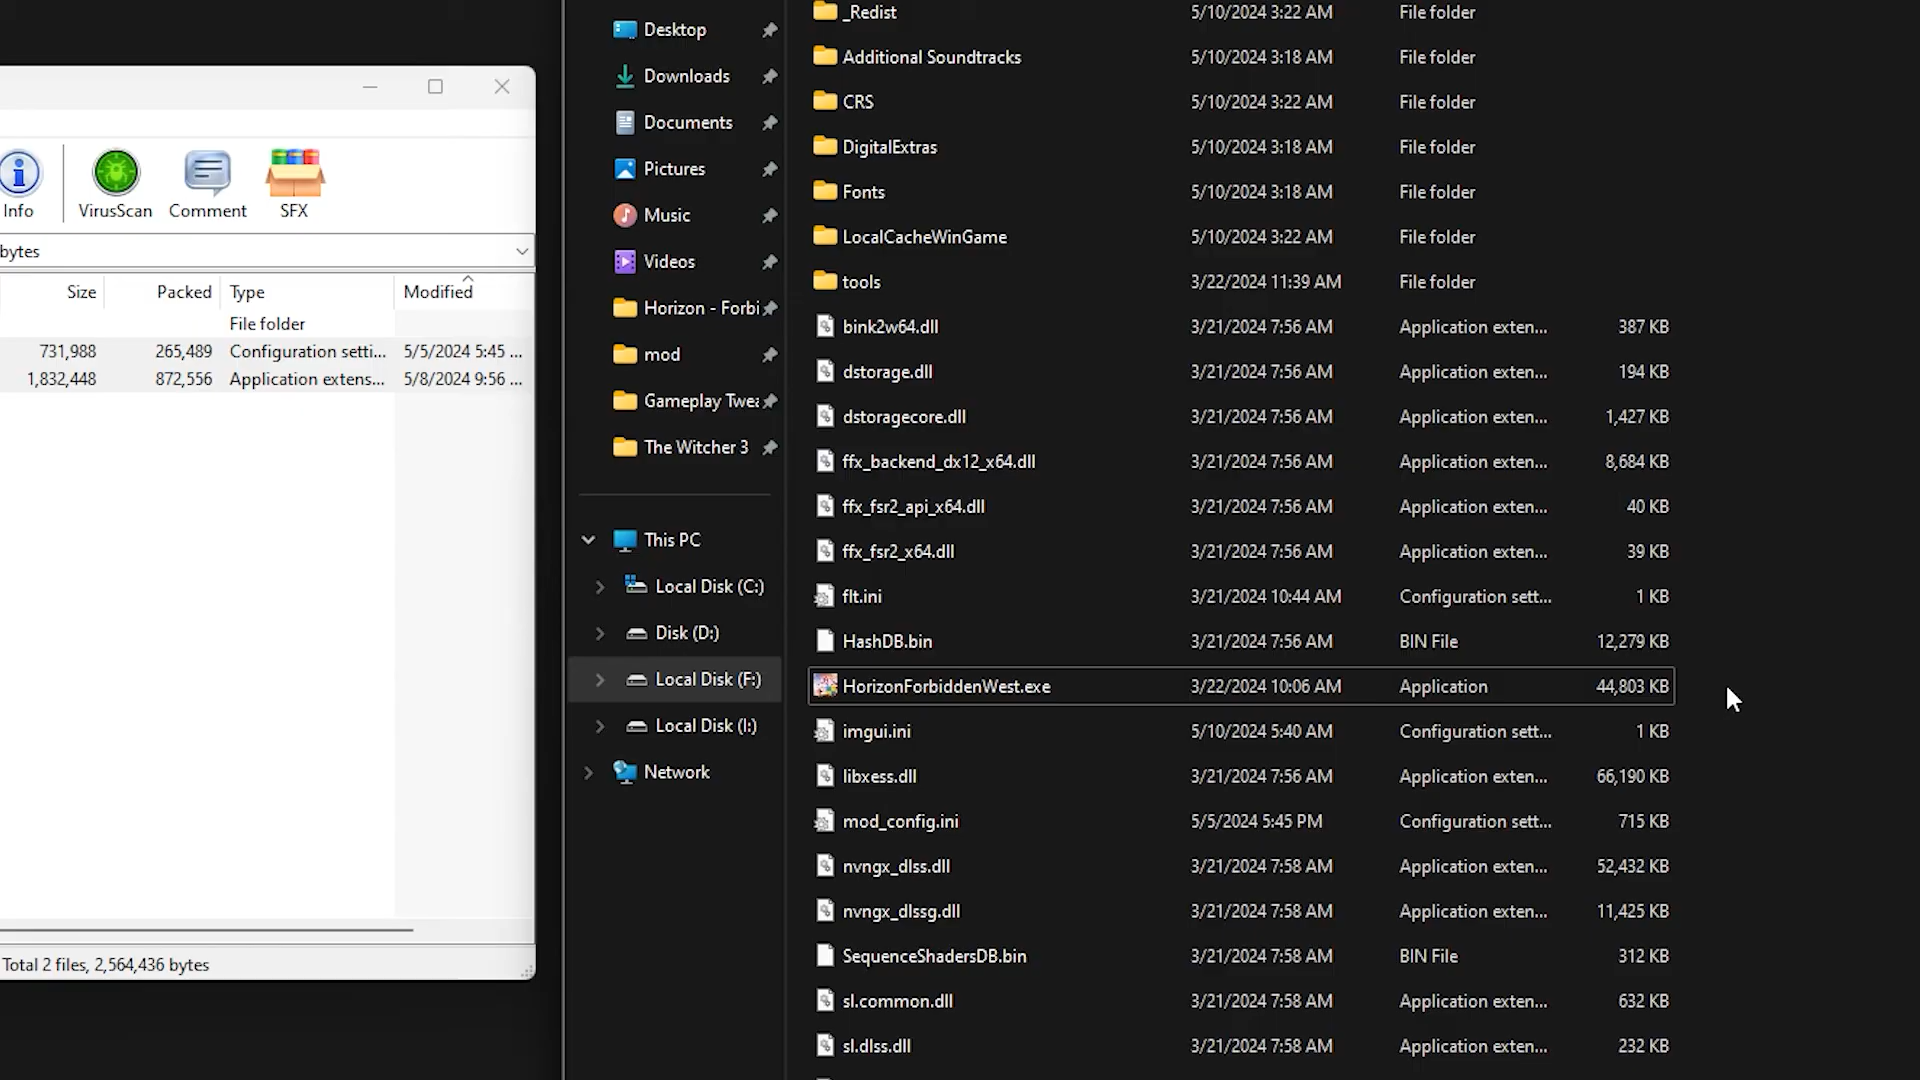 Info
VirusScan
Comment
SFX
bytes
Size Packed Type Modified
File folder
731,988 265,489 Configuration setti... 5/5/2024 5:45 ...
1,832,448 872,556 Application extens... 5/8/2024 9:56 ...
Total 2 files, 2,564,436 bytes
Desktop
Downloads
Documents
Pictures
Music
Videos
Horizon - Forbi
mod
Gameplay Twea
The Witcher 3
This PC
Local Disk (C:)
Disk (D:)
Local Disk (F:)
Local Disk (I:)
Network
_Redist 5/10/2024 3:22 AM File folder
Additional Soundtracks 5/10/2024 3:18 AM File folder
CRS 5/10/2024 3:22 AM File folder
DigitalExtras 5/10/2024 3:18 AM File folder
Fonts 5/10/2024 3:18 AM File folder
LocalCacheWinGame 5/10/2024 3:22 AM File folder
tools 3/22/2024 11:39 AM File folder
bink2w64.dll 3/21/2024 7:56 AM Application exten... 387 KB
dstorage.dll 3/21/2024 7:56 AM Application exten... 194 KB
dstoragecore.dll 3/21/2024 7:56 AM Application exten... 1,427 KB
ffx_backend_dx12_x64.dll 3/21/2024 7:56 AM Application exten... 8,684 KB
ffx_fsr2_api_x64.dll 3/21/2024 7:56 AM Application exten... 40 KB
ffx_fsr2_x64.dll 3/21/2024 7:56 AM Application exten... 39 KB
flt.ini 3/21/2024 10:44 AM Configuration sett... 1 KB
HashDB.bin 3/21/2024 7:56 AM BIN File 12,279 KB
HorizonForbiddenWest.exe 3/22/2024 10:06 AM Application 44,803 KB
imgui.ini 5/10/2024 5:40 AM Configuration sett... 1 KB
libxess.dll 3/21/2024 7:56 AM Application exten... 66,190 KB
mod_config.ini 5/5/2024 5:45 PM Configuration sett... 715 KB
nvngx_dlss.dll 3/21/2024 7:58 AM Application exten... 52,432 KB
nvngx_dlssg.dll 3/21/2024 7:58 AM Application exten... 11,425 KB
SequenceShadersDB.bin 3/21/2024 7:58 AM BIN File 312 KB
sl.common.dll 3/21/2024 7:58 AM Application exten... 632 KB
sl.dlss.dll 3/21/2024 7:58 AM Application exten... 232 KB